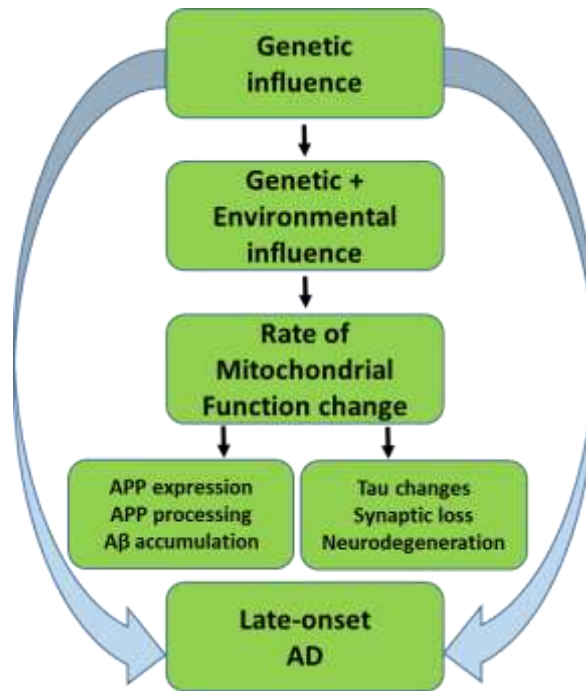 Genetic
influence
Genetic +
Environmental
influence
Rate of
Mitochondrial
Function change
APP expression
APP processing
Aβ accumulation
Tau changes
Synaptic loss
Neurodegeneration
Late-onset
AD